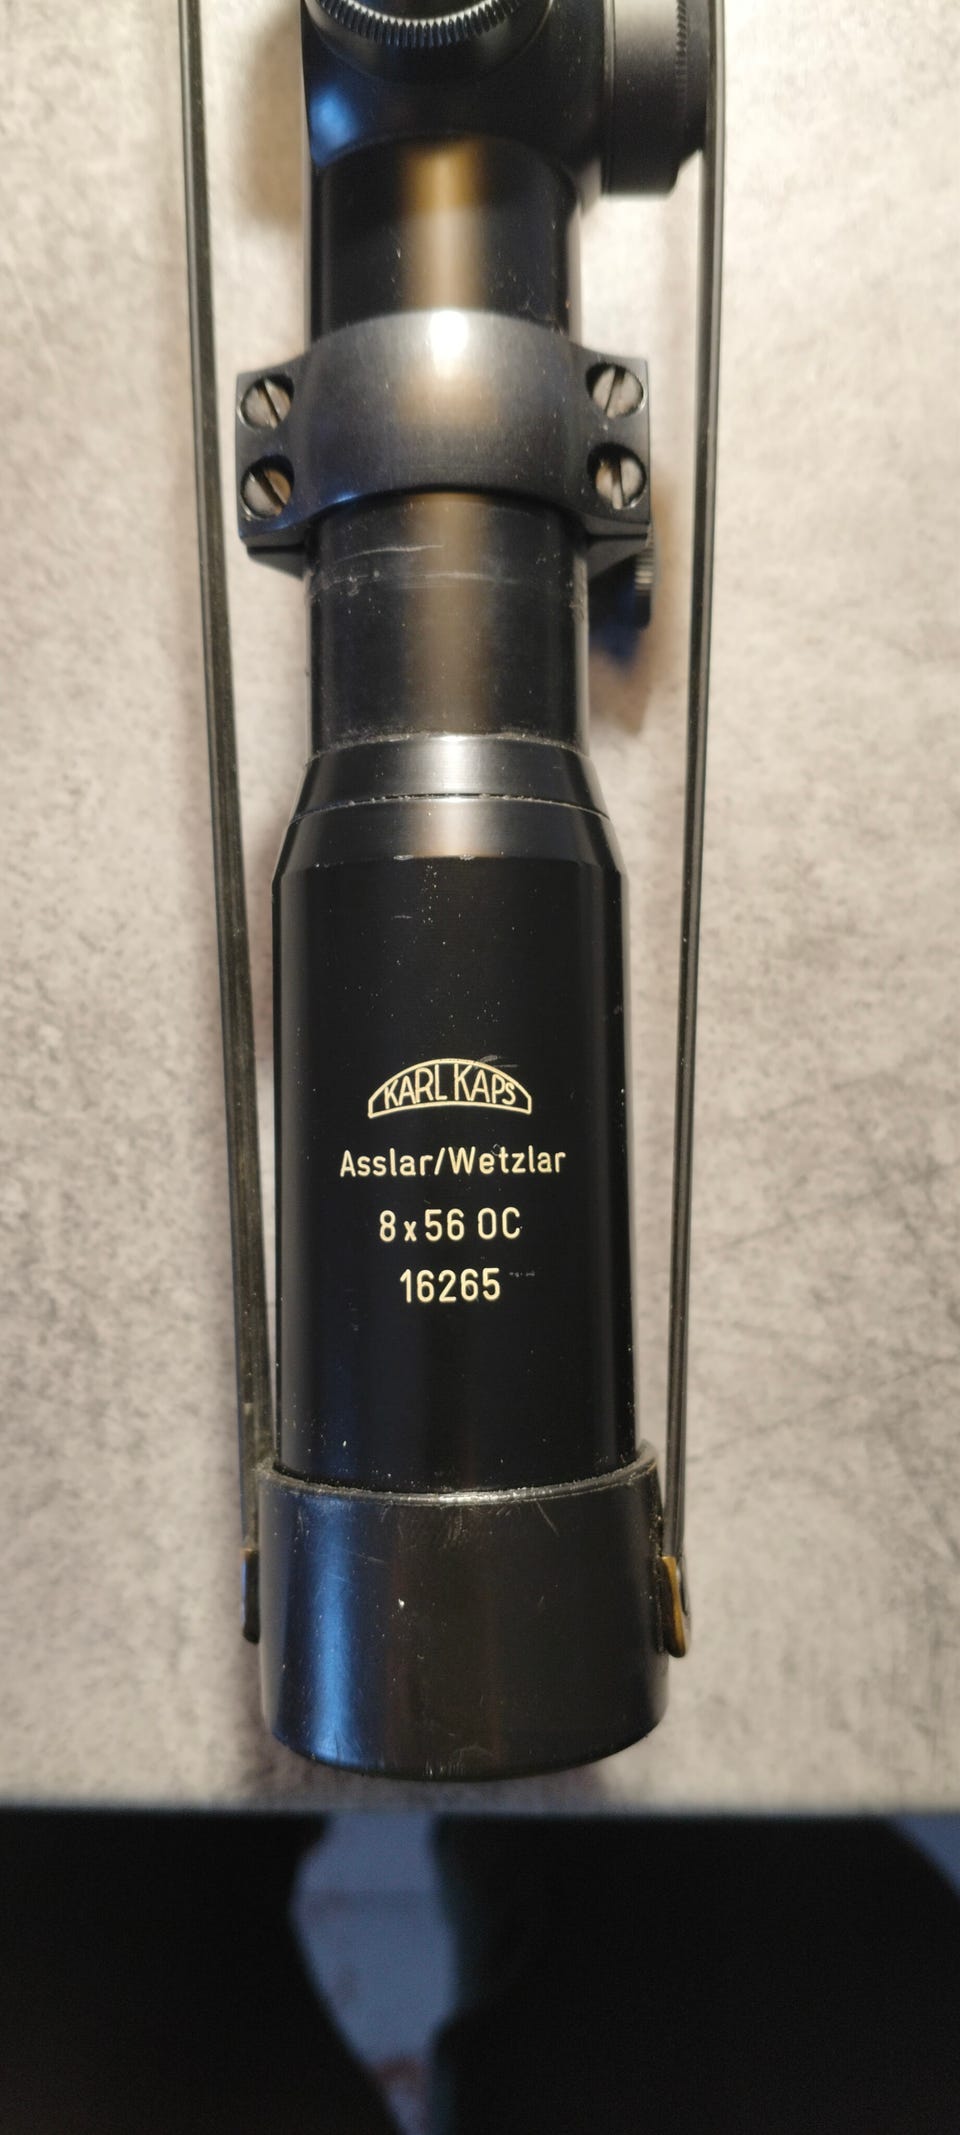 KARL KAPS
Asslar/Wetzlar
8x56 OC
16265